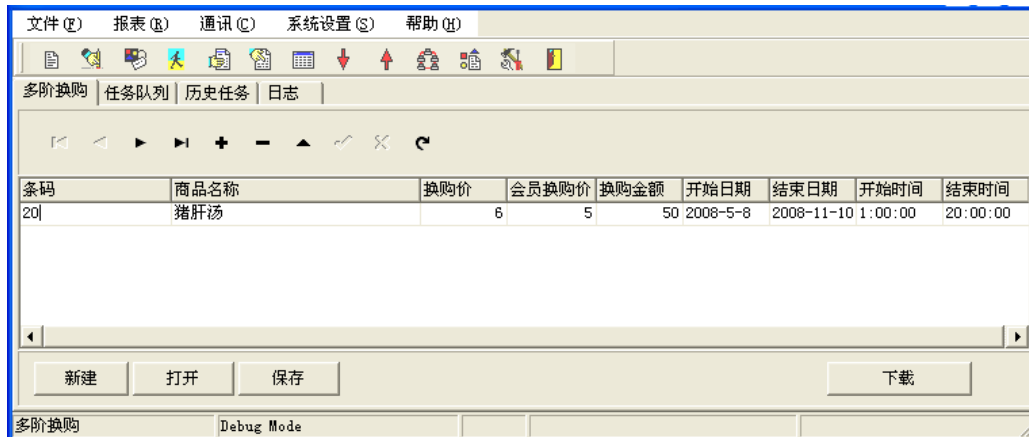 文件(F) 报表(R) 通讯(C) 系统设置(S) 帮助(H)
多阶换购 任务队列 历史任务 日志
条码 商品名称 换购价 会员换购价 换购金额 开始日期 结束日期 开始时间 结束时间
20 猪肝汤 6 5 50 2008-5-8 2008-11-10 1:00:00 20:00:00
新建 打开 保存 下载
多阶换购 Debug Mode